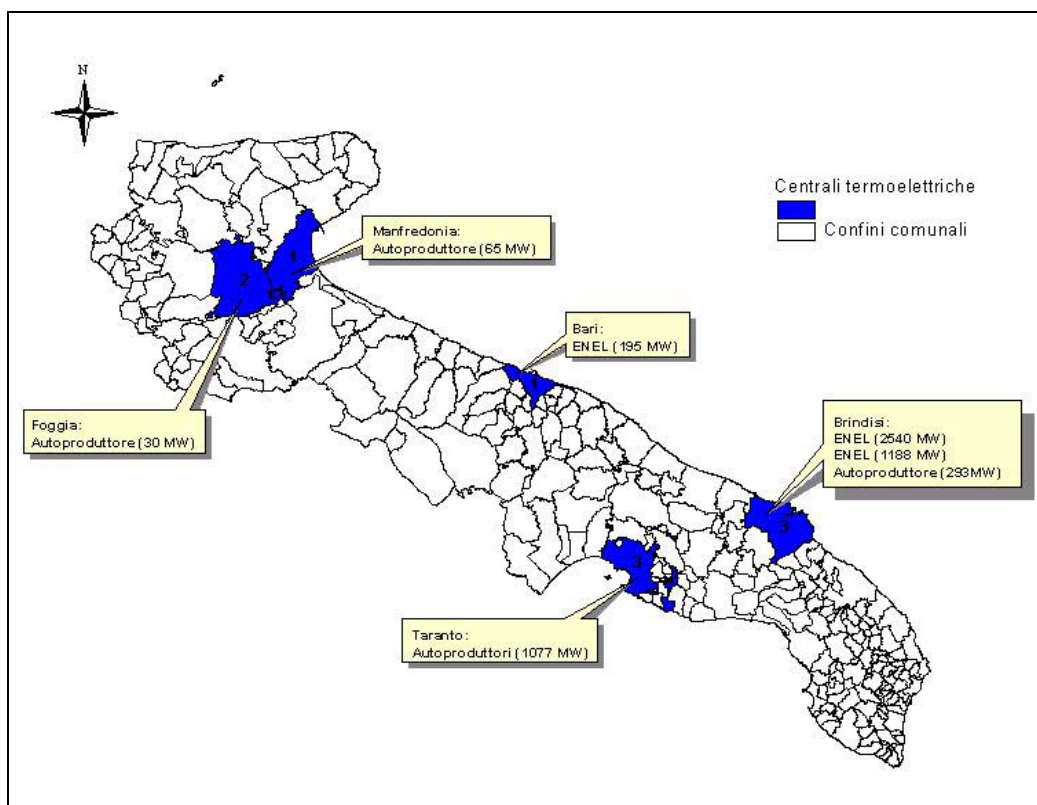 N
Centrali termoelettriche
Confini comunali
Manfredonia:
Autoproduttore (65 MW)
1
2
Bari:
ENEL (195 MW)
1
Foggia:
Autoproduttore (30 MW)
Brindisi:
ENEL (2540 MW)
ENEL (1188 MW)
Autoproduttore (293MW)
3
3
Taranto:
Autoproduttori (1077 MW)